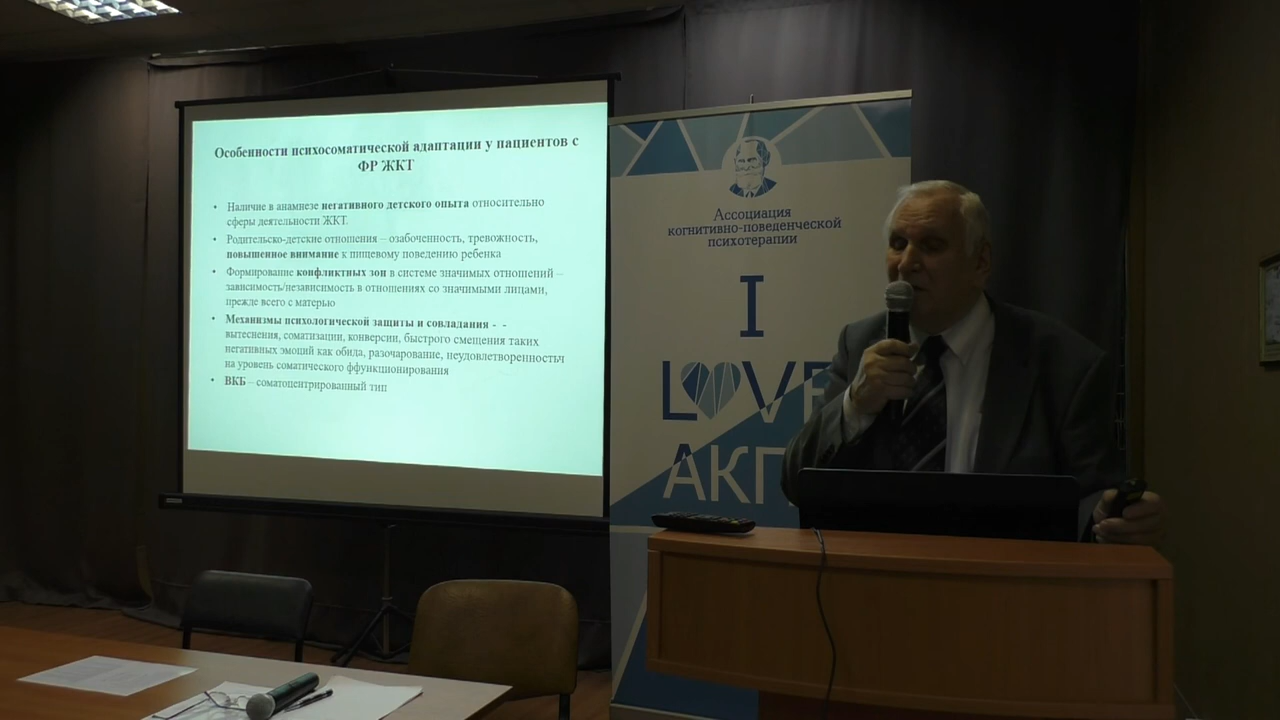 Особенности психосоматической адаптации у пациентов с
ФР ЖКТ
• Наличие в анамнезе негативного детского опыта относительно
сферы деятельности ЖКТ.
• Родительско-детские отношения – озабоченность, тревожность,
повышенное внимание к пищевому поведению ребенка
• Формирование конфликтных зон в системе значимых отношений –
зависимость/независимость в отношениях со значимыми лицами,
прежде всего с матерью
• Механизмы психологической защиты и совладания - -
вытеснения, соматизации, конверсии, быстрого смещения таких
негативных эмоций как обида, разочарование, неудовлетворенностьч
на уровень соматического ффункционирования
• ВКБ – соматоцентрированный тип
Ассоциация
когнитивно-поведенческой
психотерапии
I
LOVE
АКП